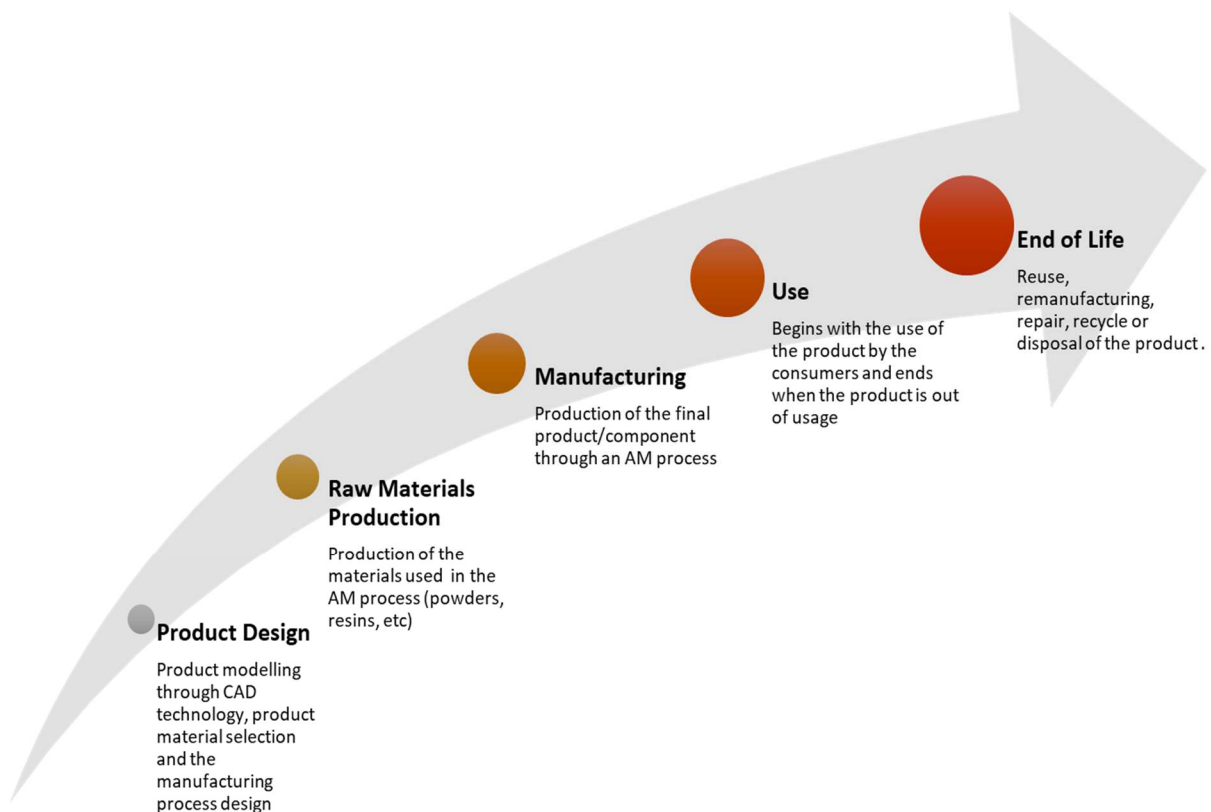 Product Design
Product modelling
through CAD
technology, product
material selection
and the
manufacturing
process design
Raw Materials
Production
Production of the
materials used in the
AM process (powders,
resins, etc)
Manufacturing
Production of the final
product/component
through an AM process
Use
Begins with the use of
the product by the
consumers and ends
when the product is out
of usage
End of Life
Reuse,
remanufacturing,
repair, recycle or
disposal of the product.